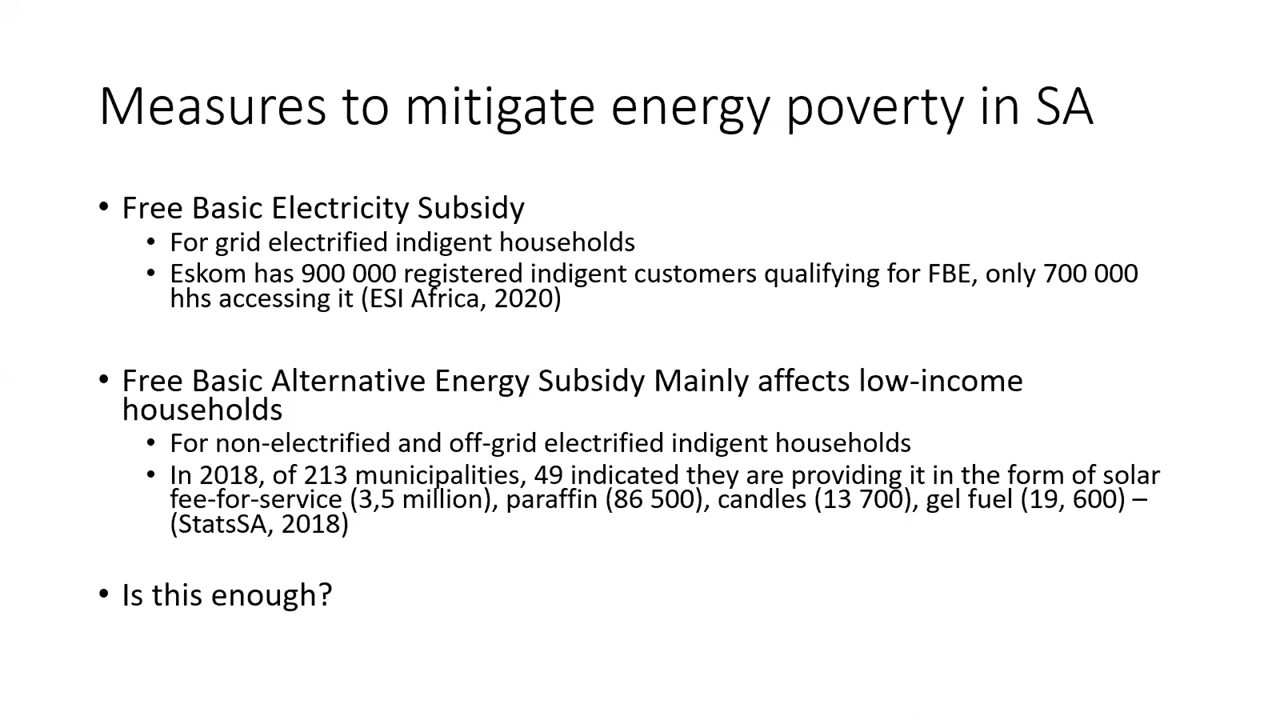 Measures to mitigate energy poverty in SA
• Free Basic Electricity Subsidy
• For grid electrified indigent households
• Eskom has 900 000 registered indigent customers qualifying for FBE, only 700 000
hhs accessing it (ESI Africa, 2020)
• Free Basic Alternative Energy Subsidy Mainly affects low-income
households
• For non-electrified and off-grid electrified indigent households
• In 2018, of 213 municipalities, 49 indicated they are providing it in the form of solar
fee-for-service (3,5 million), paraffin (86 500), candles (13 700), gel fuel (19, 600) –
(StatsSA, 2018)
• Is this enough?